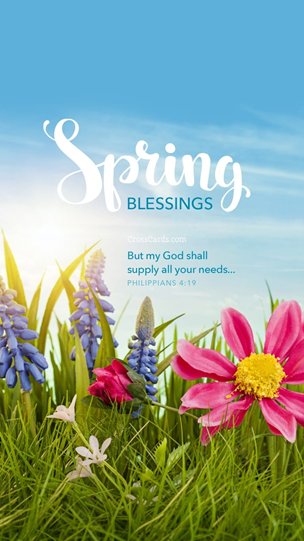 Spring
BLESSINGS
CrossCards.com
But my God shall
supply all your needs...
PHILIPPIANS 4:19